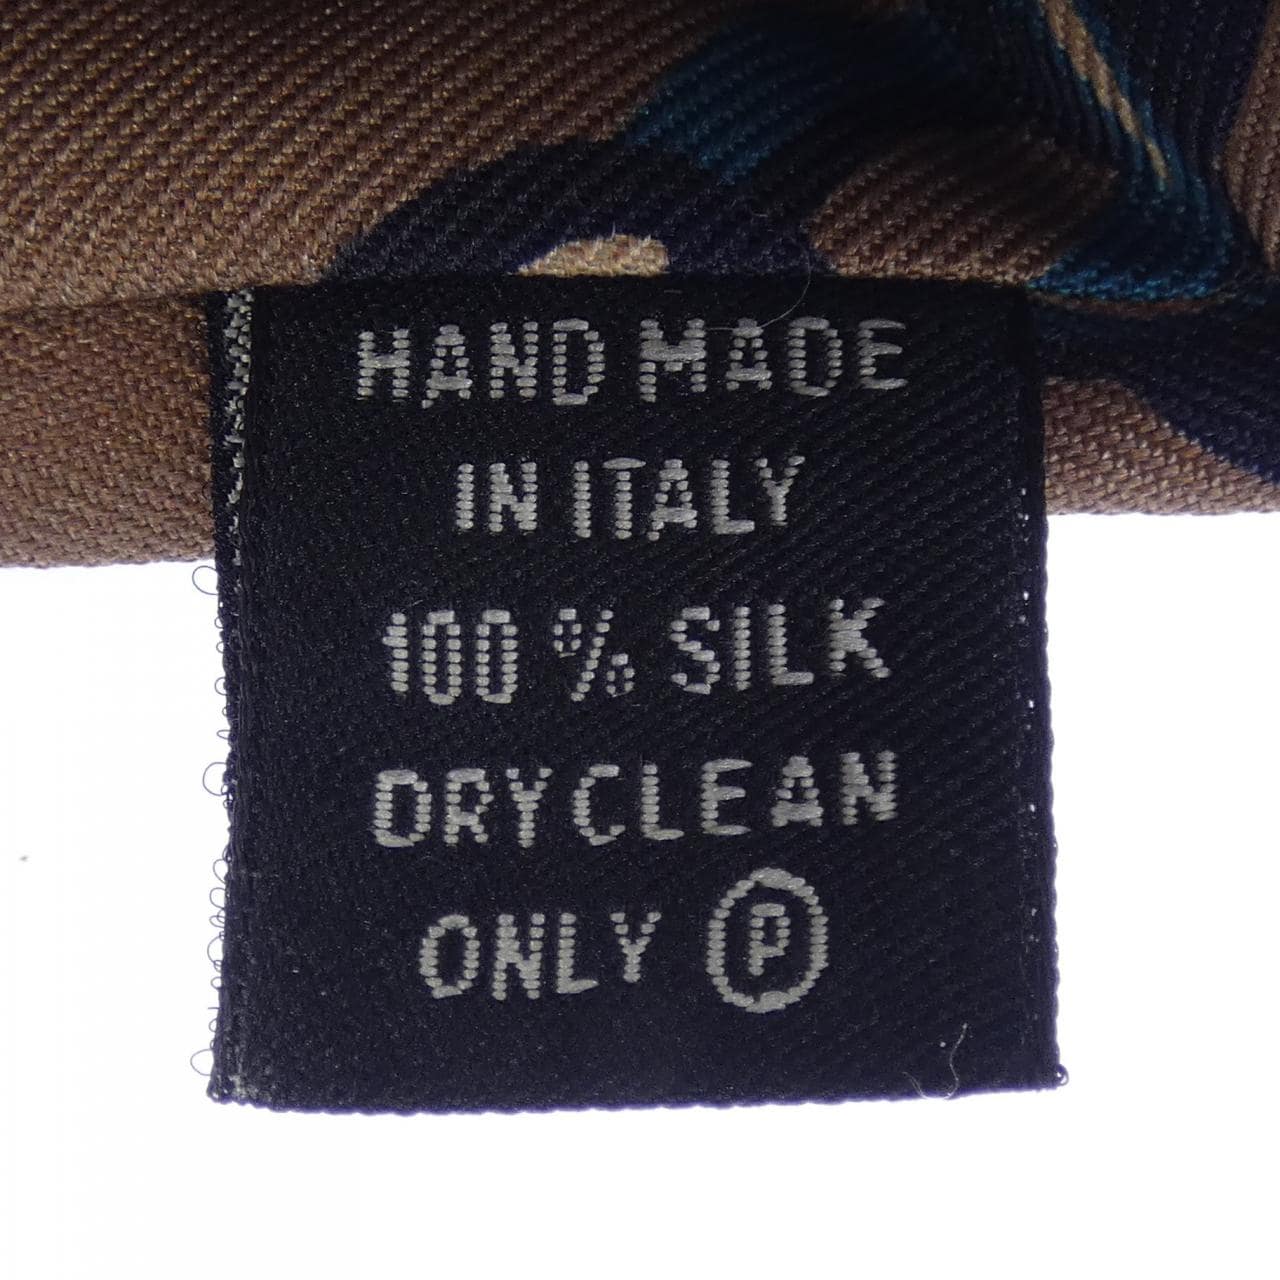 HAND MADE
IN ITALY
100 % SILK
DRYCLEAN
ONLY Ⓟ